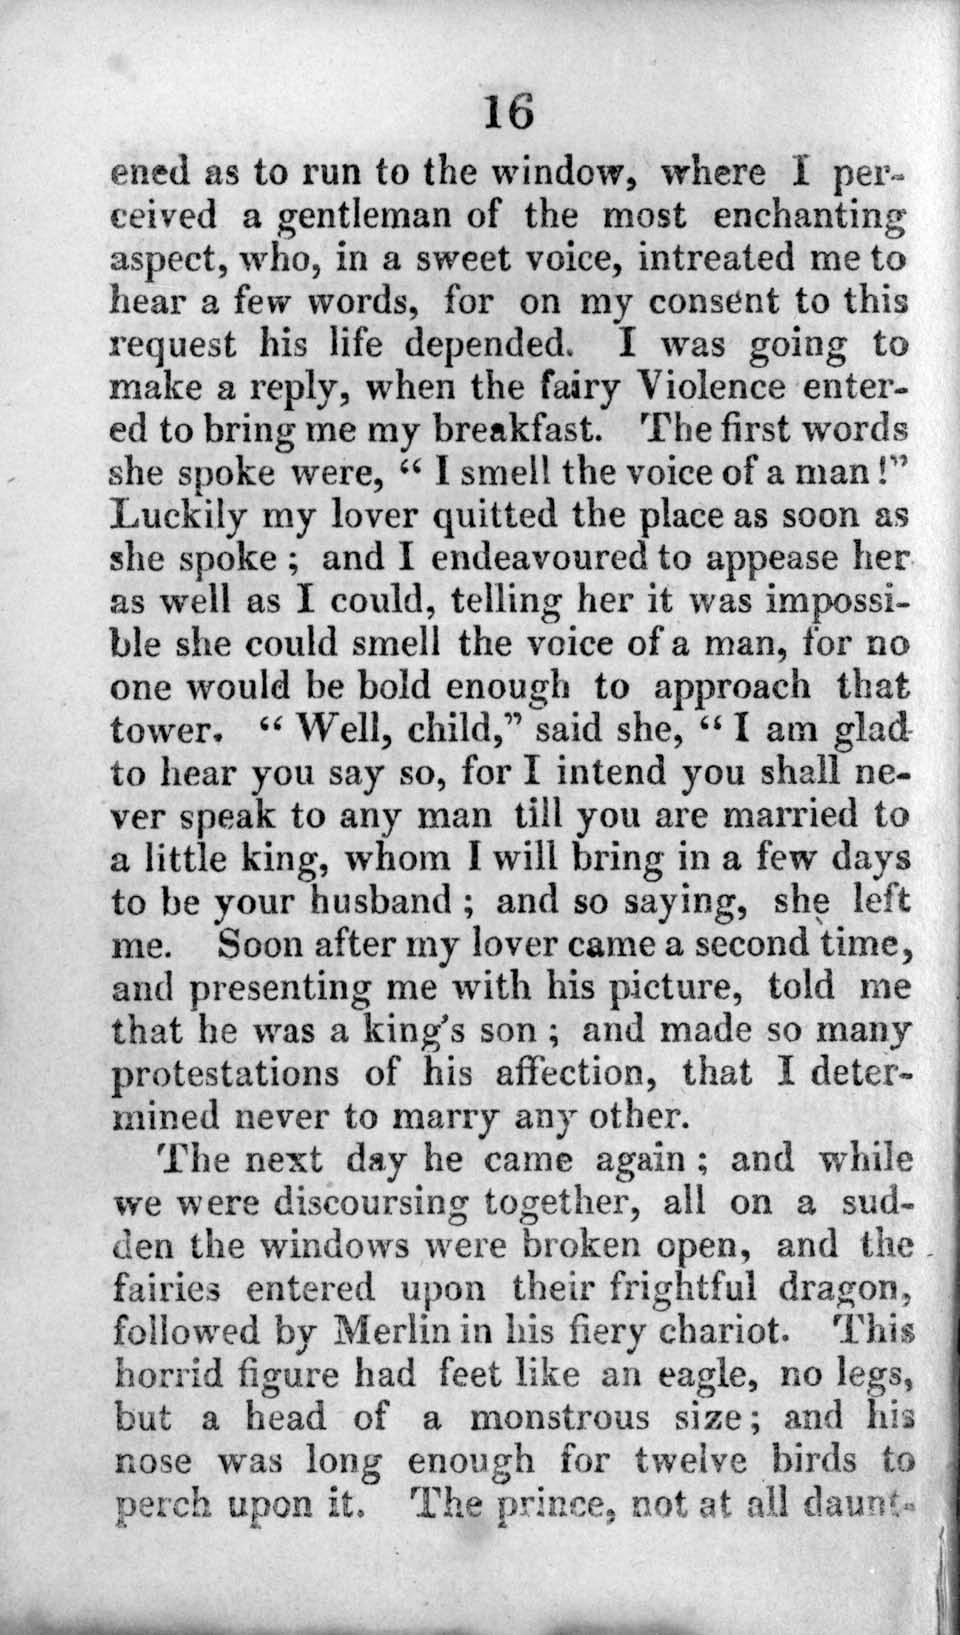 16
ened as to run to the window, where I per-
ceived a gentleman of the most enchanting
aspect, who, in a sweet voice, intreated me to
hear a few words, for on my consent to this
request his life depended. I was going to
make a reply, when the fairy Violence enter-
ed to bring me my breakfast. The first words
she spoke were, “ I smell the voice of a man !”
Luckily my lover quitted the place as soon as
she spoke ; and I endeavoured to appease her
as well as I could, telling her it was impossi-
ble she could smell the voice of a man, for no
one would be bold enough to approach that
tower. “ Well, child,” said she, “ I am glad
to hear you say so, for I intend you shall ne-
ver speak to any man till you are married to
a little king, whom I will bring in a few days
to be your husband ; and so saying, she left
me. Soon after my lover came a second time,
and presenting me with his picture, told me
that he was a king's son ; and made so many
protestations of his affection, that I deter-
mined never to marry any other.
The next day he came again ; and while
we were discoursing together, all on a sud-
den the windows were broken open, and the
fairies entered upon their frightful dragon,
followed by Merlin in his fiery chariot. This
horrid figure had feet like an eagle, no legs,
but a head of a monstrous size; and his
nose was long enough for twelve birds to
perch upon it. The prince, not at all daunt-